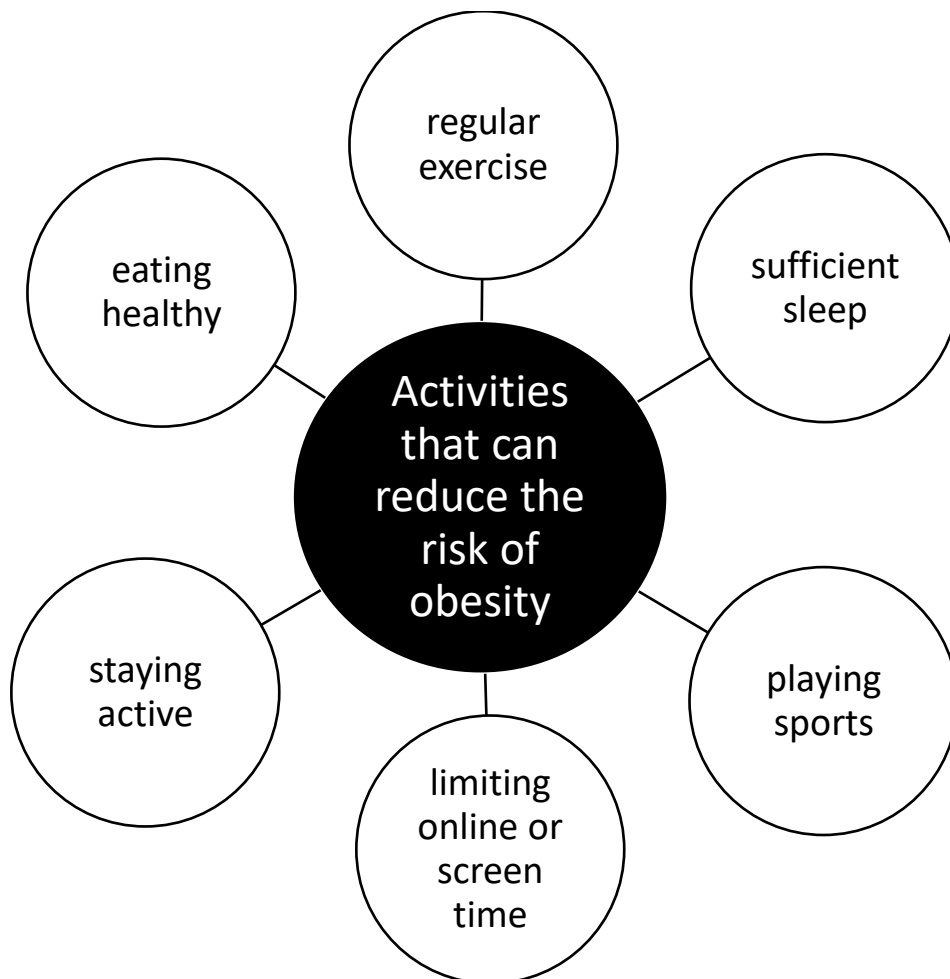 regular
exercise
eating
healthy
sufficient
sleep
Activities
that can
reduce the
risk of
obesity
staying
active
playing
sports
limiting
online or
screen
time